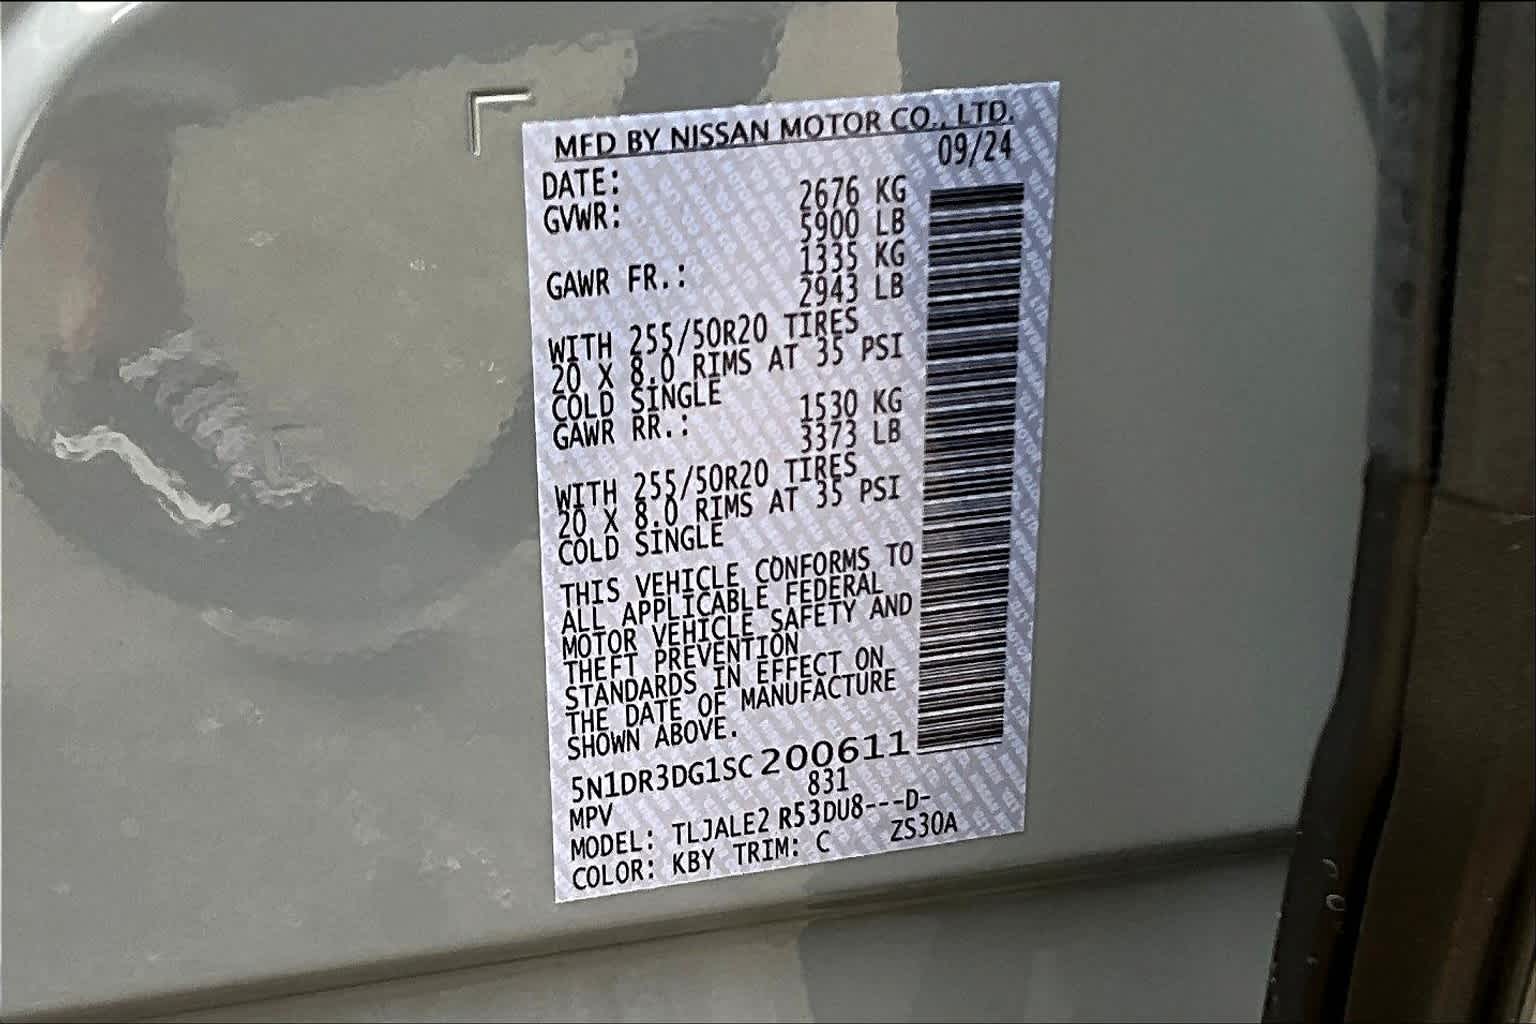 MFD BY NISSAN MOTOR CO., LTD.
DATE: 09/24
GVWR: 2676 KG
5900 LB
GAWR FR.: 1335 KG
2943 LB
WITH 255/50R20 TIRES
20 X 8.0 RIMS AT 35 PSI
COLD SINGLE
GAWR RR.: 1530 KG
3373 LB
WITH 255/50R20 TIRES
20 X 8.0 RIMS AT 35 PSI
COLD SINGLE
THIS VEHICLE CONFORMS TO
ALL APPLICABLE FEDERAL
MOTOR VEHICLE SAFETY AND
THEFT PREVENTION
STANDARDS IN EFFECT ON
THE DATE OF MANUFACTURE
SHOWN ABOVE.
5N1DR3DG1SC200611
MPV 831
MODEL: TLJALE2 R53DU8---D-
COLOR: KBY TRIM: C ZS30A